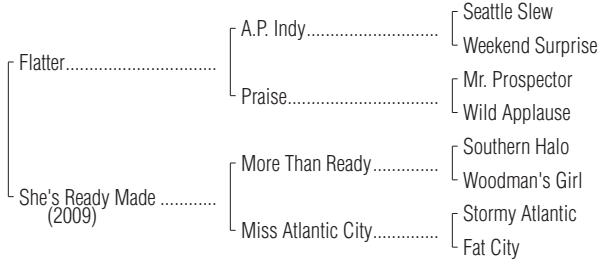 Seattle Slew
A.P. Indy
Weekend Surprise
Flatter
Mr. Prospector
Praise
Wild Applause
Southern Halo
More Than Ready
Woodman's Girl
She's Ready Made
(2009)
Stormy Atlantic
Miss Atlantic City
Fat City